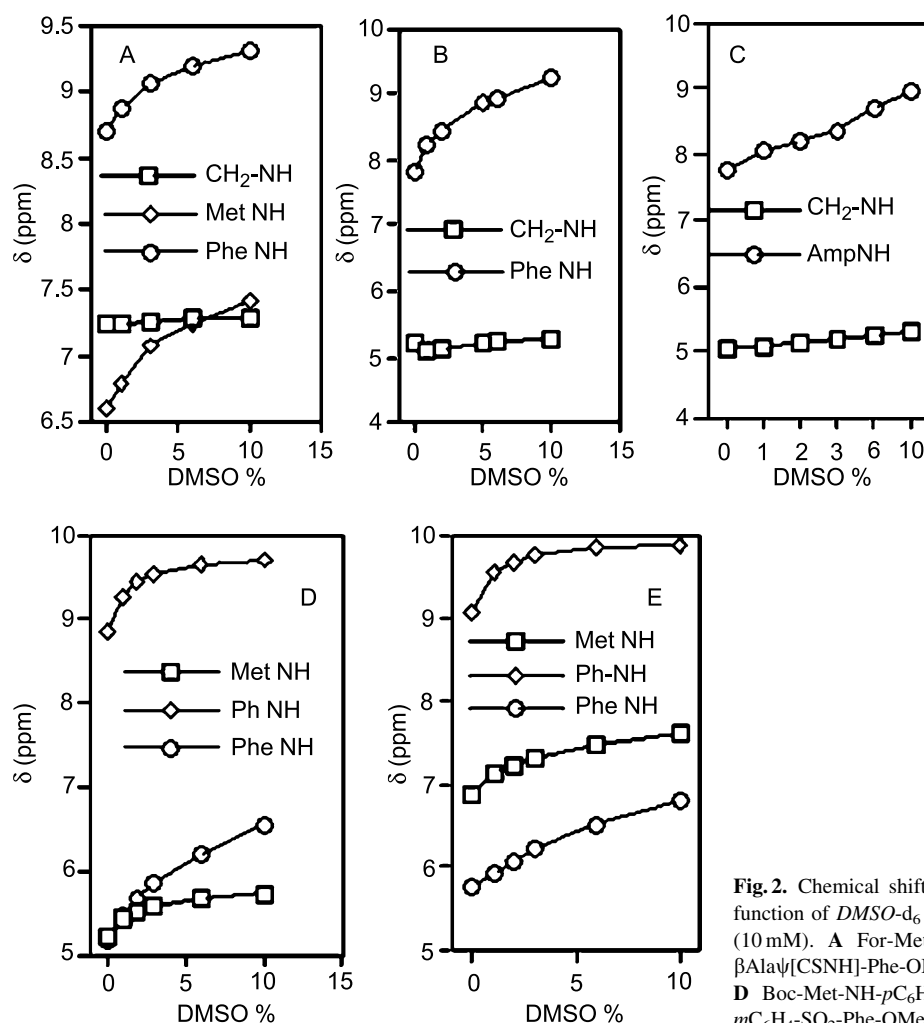 9.5
9
8.5
8
7.5
7
6.5
δ (ppm)
A
CH₂-NH
Met NH
Phe NH
0 5 10 15
DMSO %
10
9
8
7
6
5
4
δ (ppm)
B
CH₂-NH
Phe NH
0 5 10 15
DMSO %
10
9
8
7
6
5
4
δ (ppm)
C
CH₂-NH
AmpNH
0 1 2 3 6 10
DMSO %
10
9
8
7
6
5
δ (ppm)
D
Met NH
Ph NH
Phe NH
0 5 10 15
DMSO %
10
9
8
7
6
5
δ (ppm)
E
Met NH
Ph-NH
Phe NH
0 5 10
DMSO %
Fig. 2. Chemical shift
function of DMSO-d₆
(10 mM). A For-Met
βAlaψ[CSNH]-Phe-O
D Boc-Met-NH-pC₆H